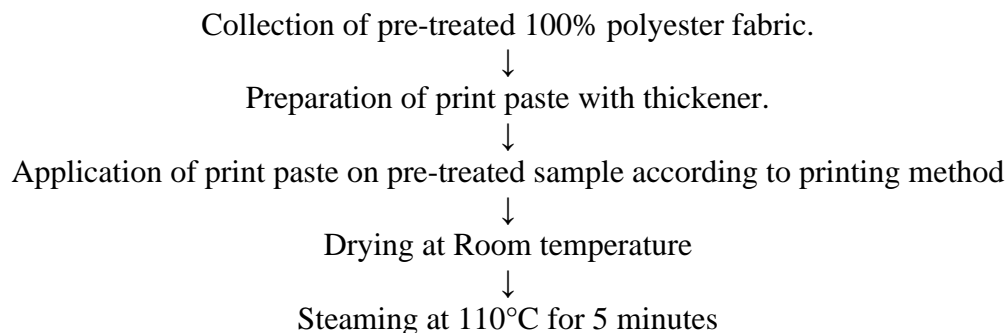 Collection of pre-treated 100% polyester fabric.
↓
Preparation of print paste with thickener.
↓
Application of print paste on pre-treated sample according to printing method
↓
Drying at Room temperature
↓
Steaming at 110°C for 5 minutes